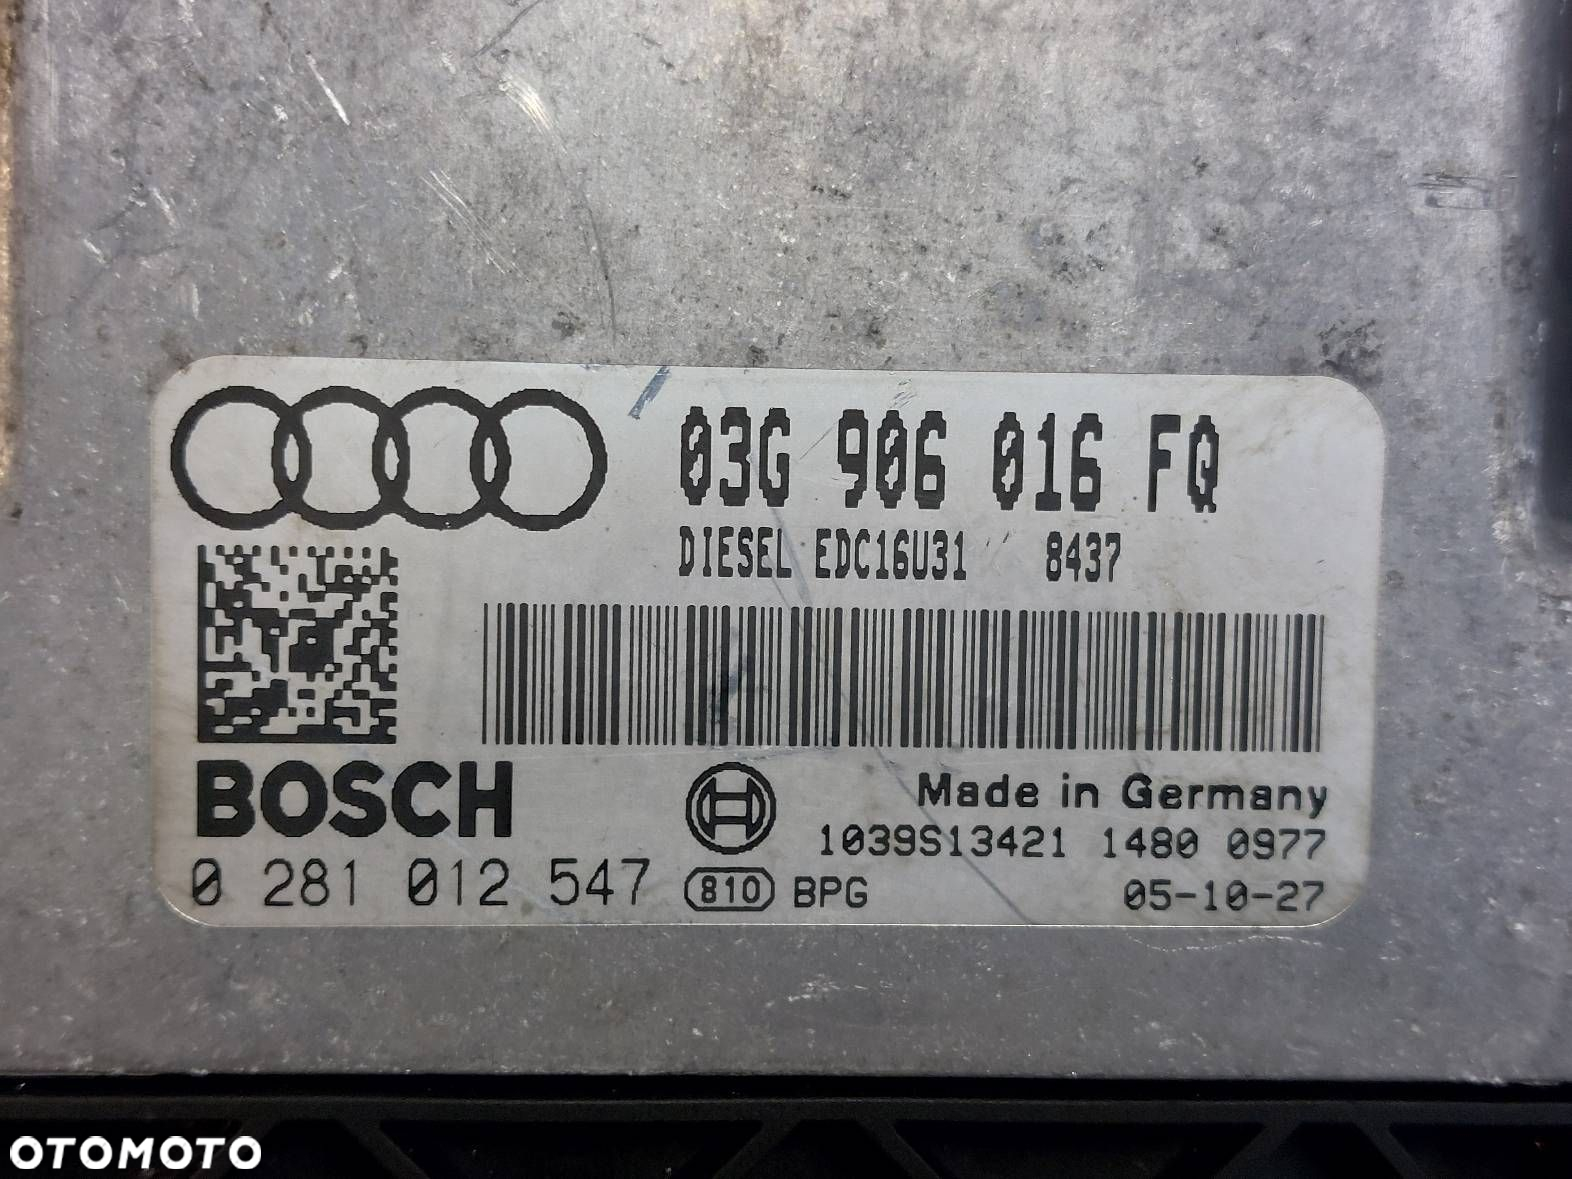 03G 906 016 FQ
DIESEL EDC16U31 8437
BOSCH
Made in Germany
1039S13421 1480 0977
0 281 012 547 810 BPG 05-10-27
OTOMOTO